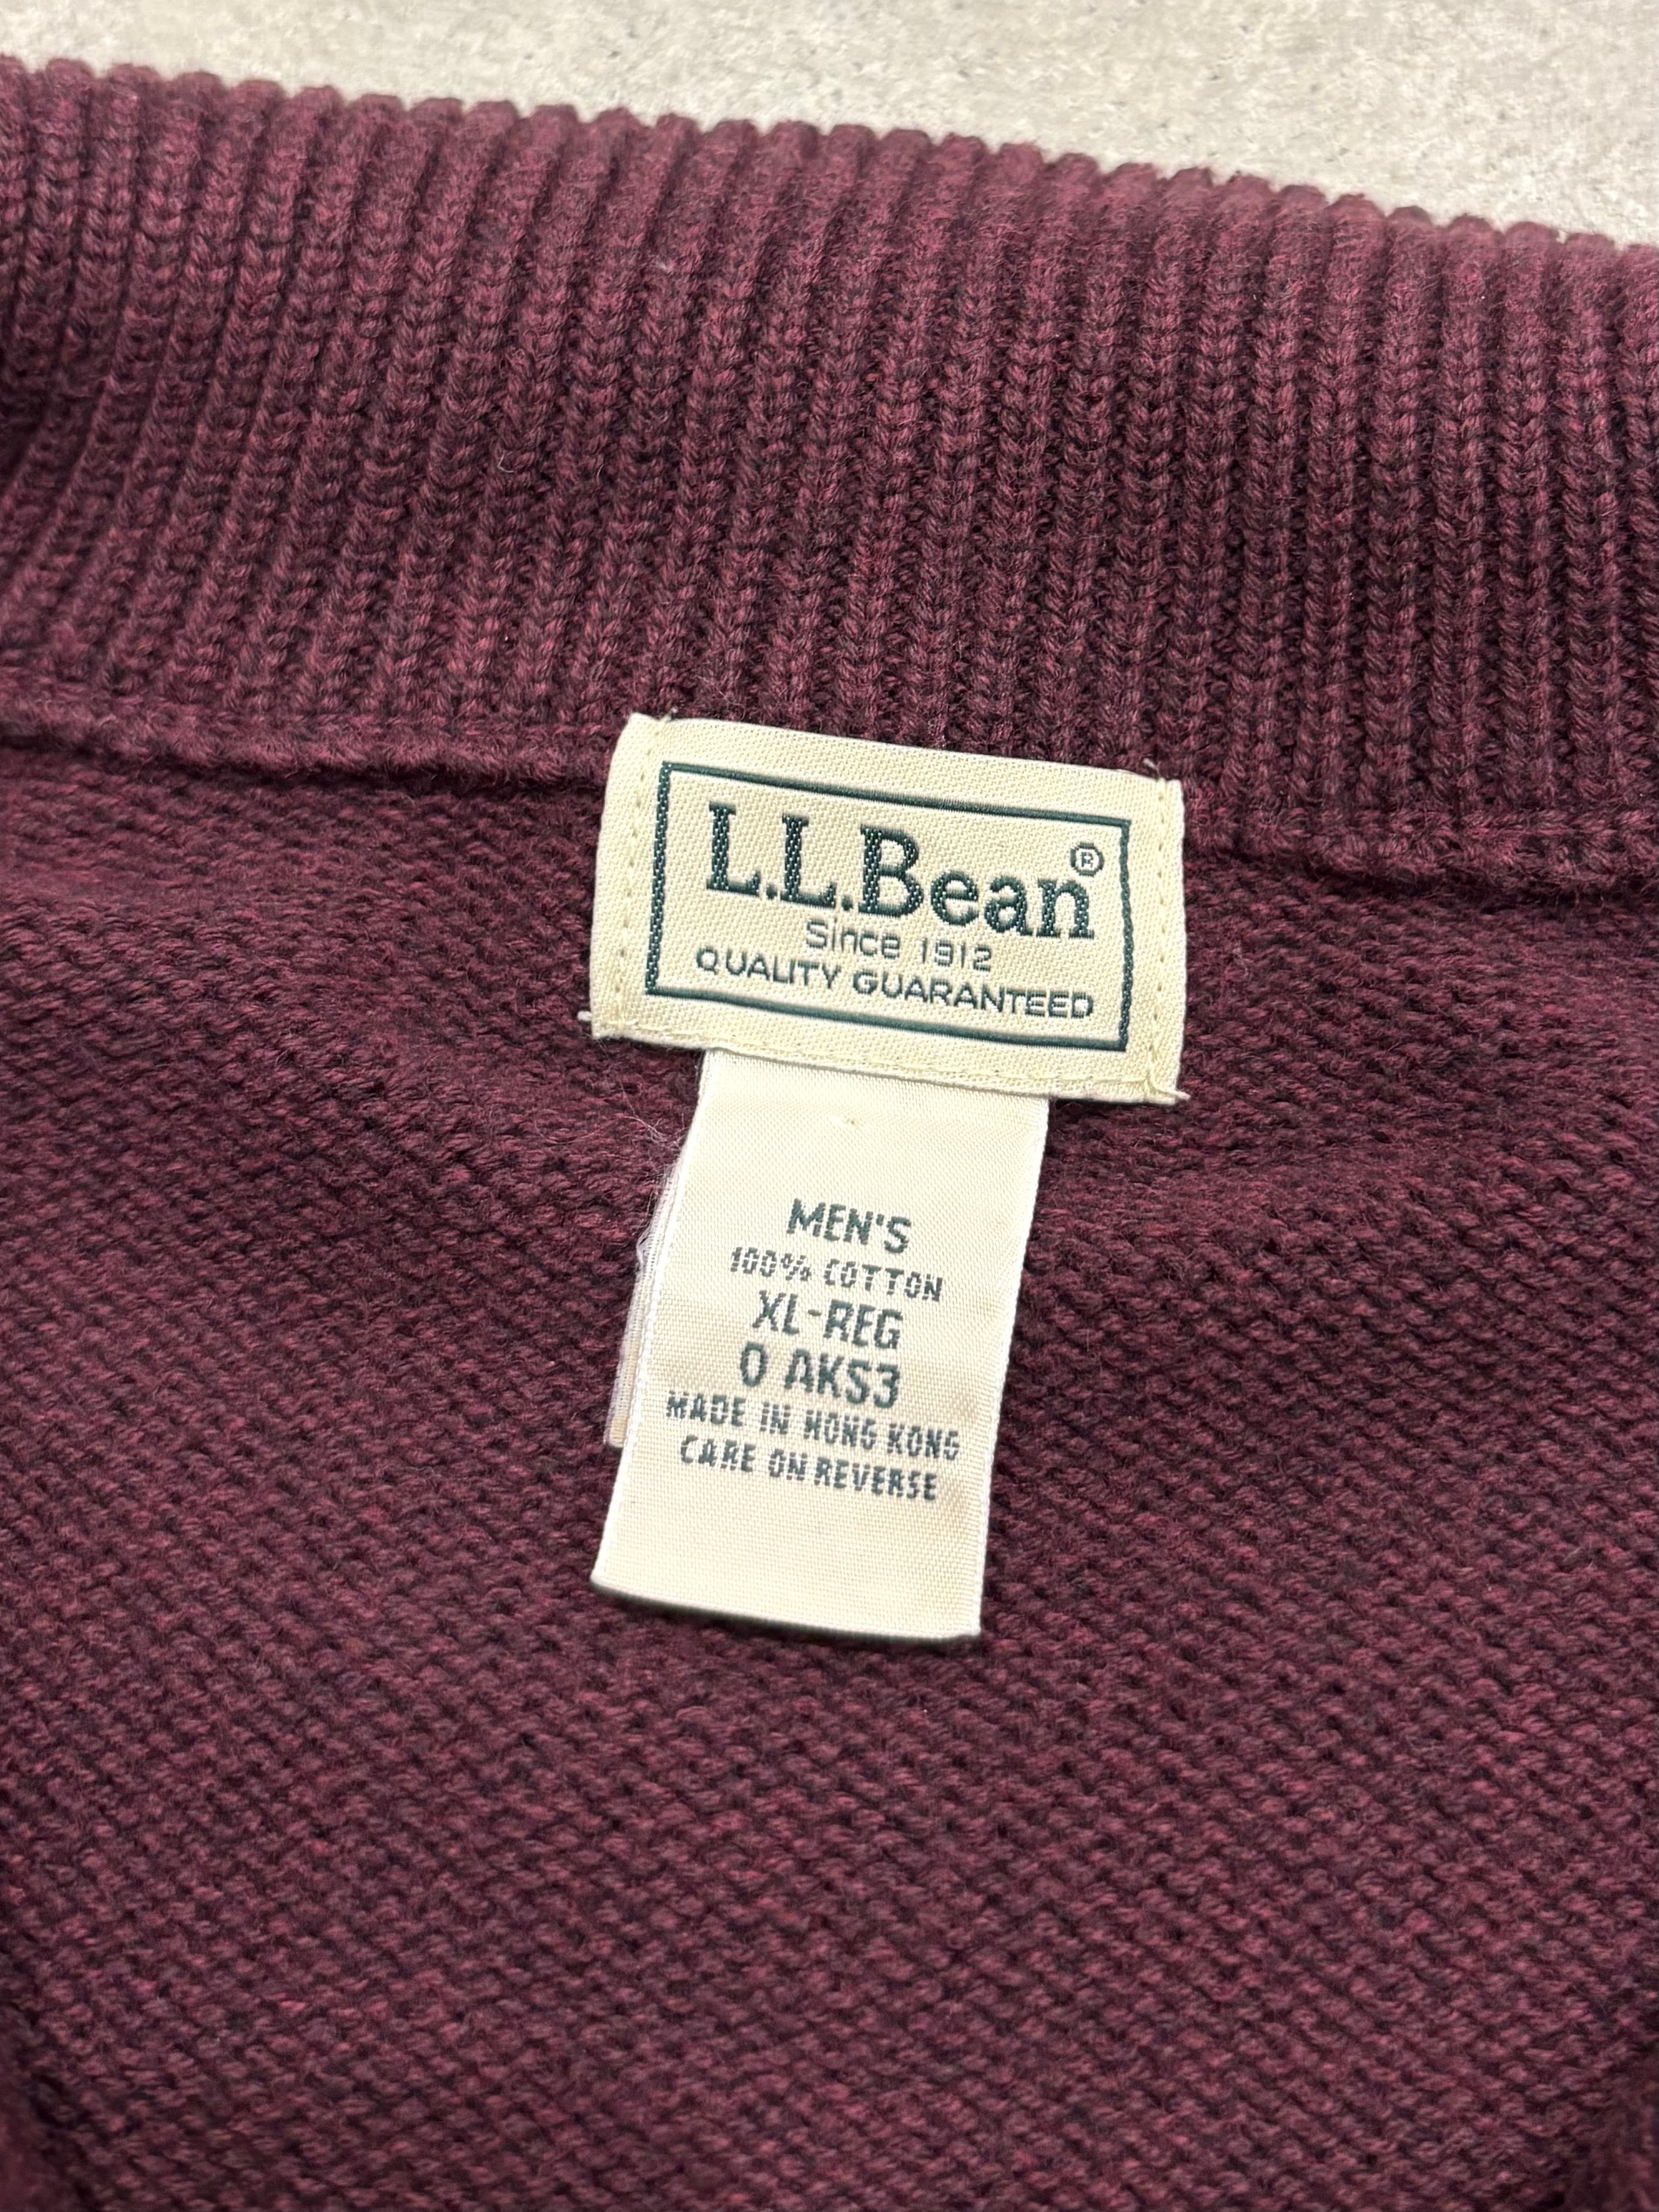 L.L.Bean®
Since 1912
QUALITY GUARANTEED
MEN'S
100% COTTON
XL-REG
0 AKS3
MADE IN HONG KONG
CARE ON REVERSE